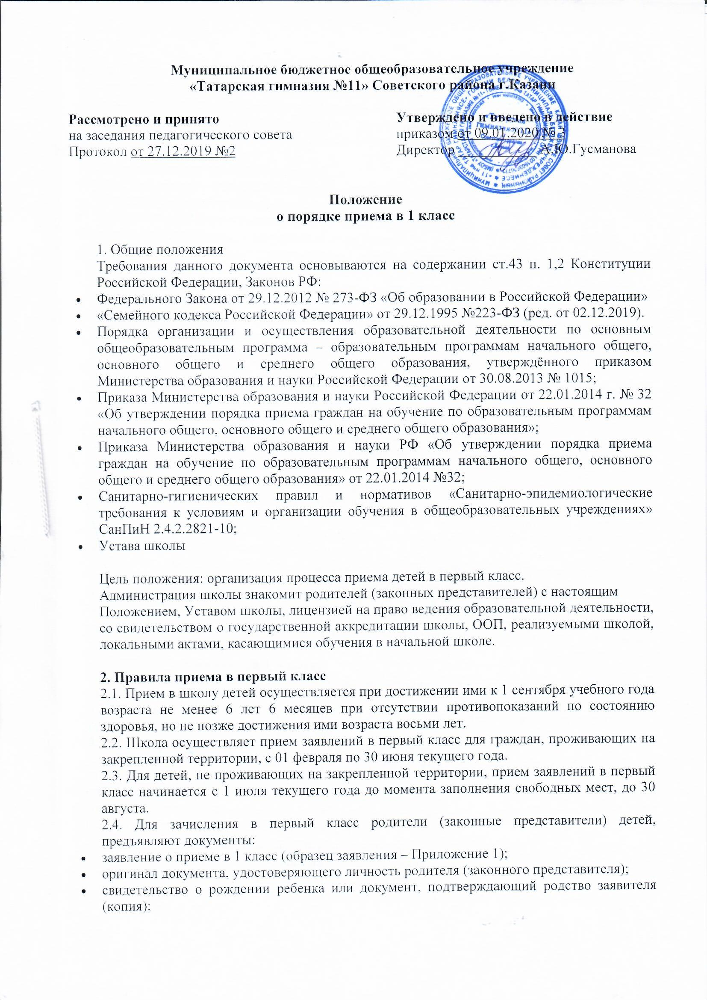 Муниципальное бюджетное общеобразовательное учреждение
«Татарская гимназия №11» Советского района г.Казани
Рассмотрено и принято
на заседания педагогического совета
Протокол от 27.12.2019 №2
Утверждено и введено в действие
приказом от 09.01.2020 № 3
Директор А.Ю.Гусманова
Положение
о порядке приема в 1 класс
1. Общие положения
Требования данного документа основываются на содержании ст.43 п. 1,2 Конституции
Российской Федерации, Законов РФ:
• Федерального Закона от 29.12.2012 № 273-ФЗ «Об образовании в Российской Федерации»
• «Семейного кодекса Российской Федерации» от 29.12.1995 №223-ФЗ (ред. от 02.12.2019).
• Порядка организации и осуществления образовательной деятельности по основным
общеобразовательным программа – образовательным программам начального общего,
основного общего и среднего общего образования, утверждённого приказом
Министерства образования и науки Российской Федерации от 30.08.2013 № 1015;
• Приказа Министерства образования и науки Российской Федерации от 22.01.2014 г. № 32
«Об утверждении порядка приема граждан на обучение по образовательным программам
начального общего, основного общего и среднего общего образования»;
• Приказа Министерства образования и науки РФ «Об утверждении порядка приема
граждан на обучение по образовательным программам начального общего, основного
общего и среднего общего образования» от 22.01.2014 №32;
• Санитарно-гигиенических правил и нормативов «Санитарно-эпидемиологические
требования к условиям и организации обучения в общеобразовательных учреждениях»
СанПиН 2.4.2.2821-10;
• Устава школы
Цель положения: организация процесса приема детей в первый класс.
Администрация школы знакомит родителей (законных представителей) с настоящим
Положением, Уставом школы, лицензией на право ведения образовательной деятельности,
со свидетельством о государственной аккредитации школы, ООП, реализуемыми школой,
локальными актами, касающимися обучения в начальной школе.
2. Правила приема в первый класс
2.1. Прием в школу детей осуществляется при достижении ими к 1 сентября учебного года
возраста не менее 6 лет 6 месяцев при отсутствии противопоказаний по состоянию
здоровья, но не позже достижения ими возраста восьми лет.
2.2. Школа осуществляет прием заявлений в первый класс для граждан, проживающих на
закрепленной территории, с 01 февраля по 30 июня текущего года.
2.3. Для детей, не проживающих на закрепленной территории, прием заявлений в первый
класс начинается с 1 июля текущего года до момента заполнения свободных мест, до 30
августа.
2.4. Для зачисления в первый класс родители (законные представители) детей,
предъявляют документы:
• заявление о приеме в 1 класс (образец заявления – Приложение 1);
• оригинал документа, удостоверяющего личность родителя (законного представителя);
• свидетельство о рождении ребенка или документ, подтверждающий родство заявителя
(копия);